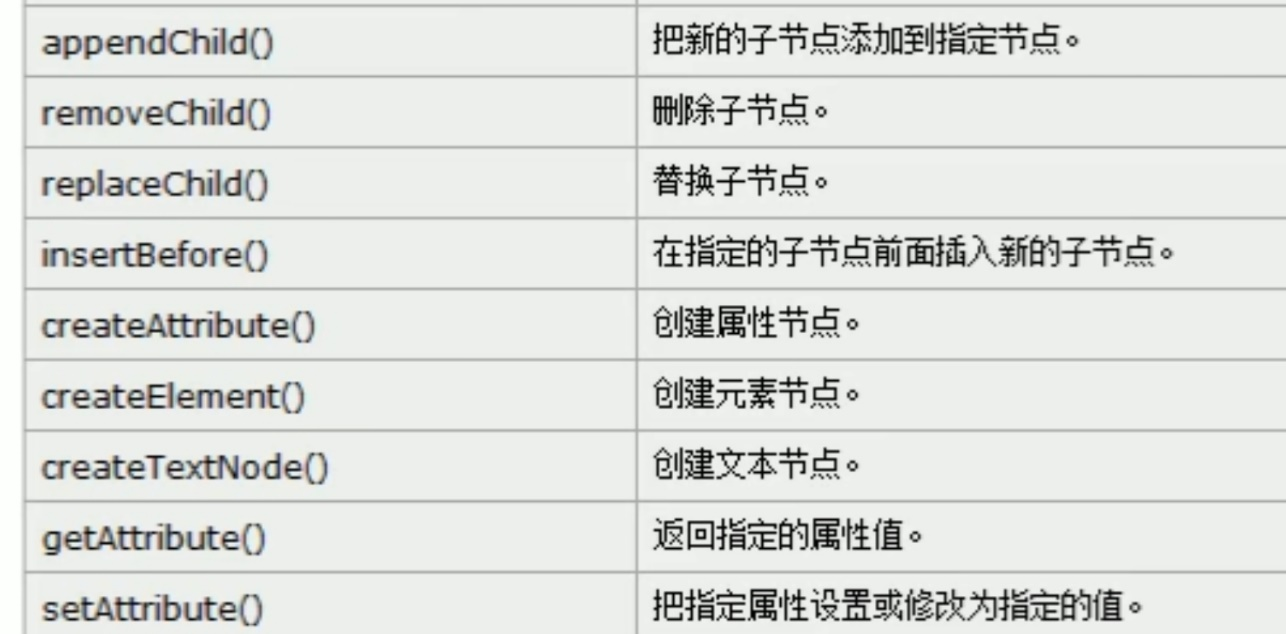 appendChild() 把新的子节点添加到指定节点。
removeChild() 删除子节点。
replaceChild() 替换子节点。
insertBefore() 在指定的子节点前面插入新的子节点。
createAttribute() 创建属性节点。
createElement() 创建元素节点。
createTextNode() 创建文本节点。
getAttribute() 返回指定的属性值。
setAttribute() 把指定属性设置或修改为指定的值。